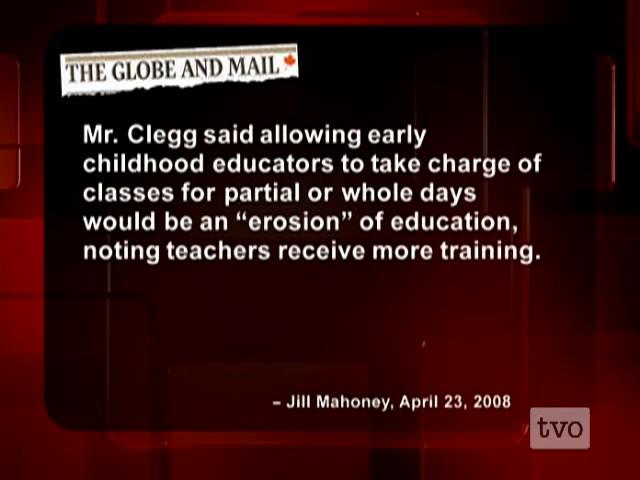 THE GLOBE AND MAIL
Mr. Clegg said allowing early
childhood educators to take charge of
classes for partial or whole days
would be an “erosion” of education,
noting teachers receive more training.
– Jill Mahoney, April 23, 2008
tvo